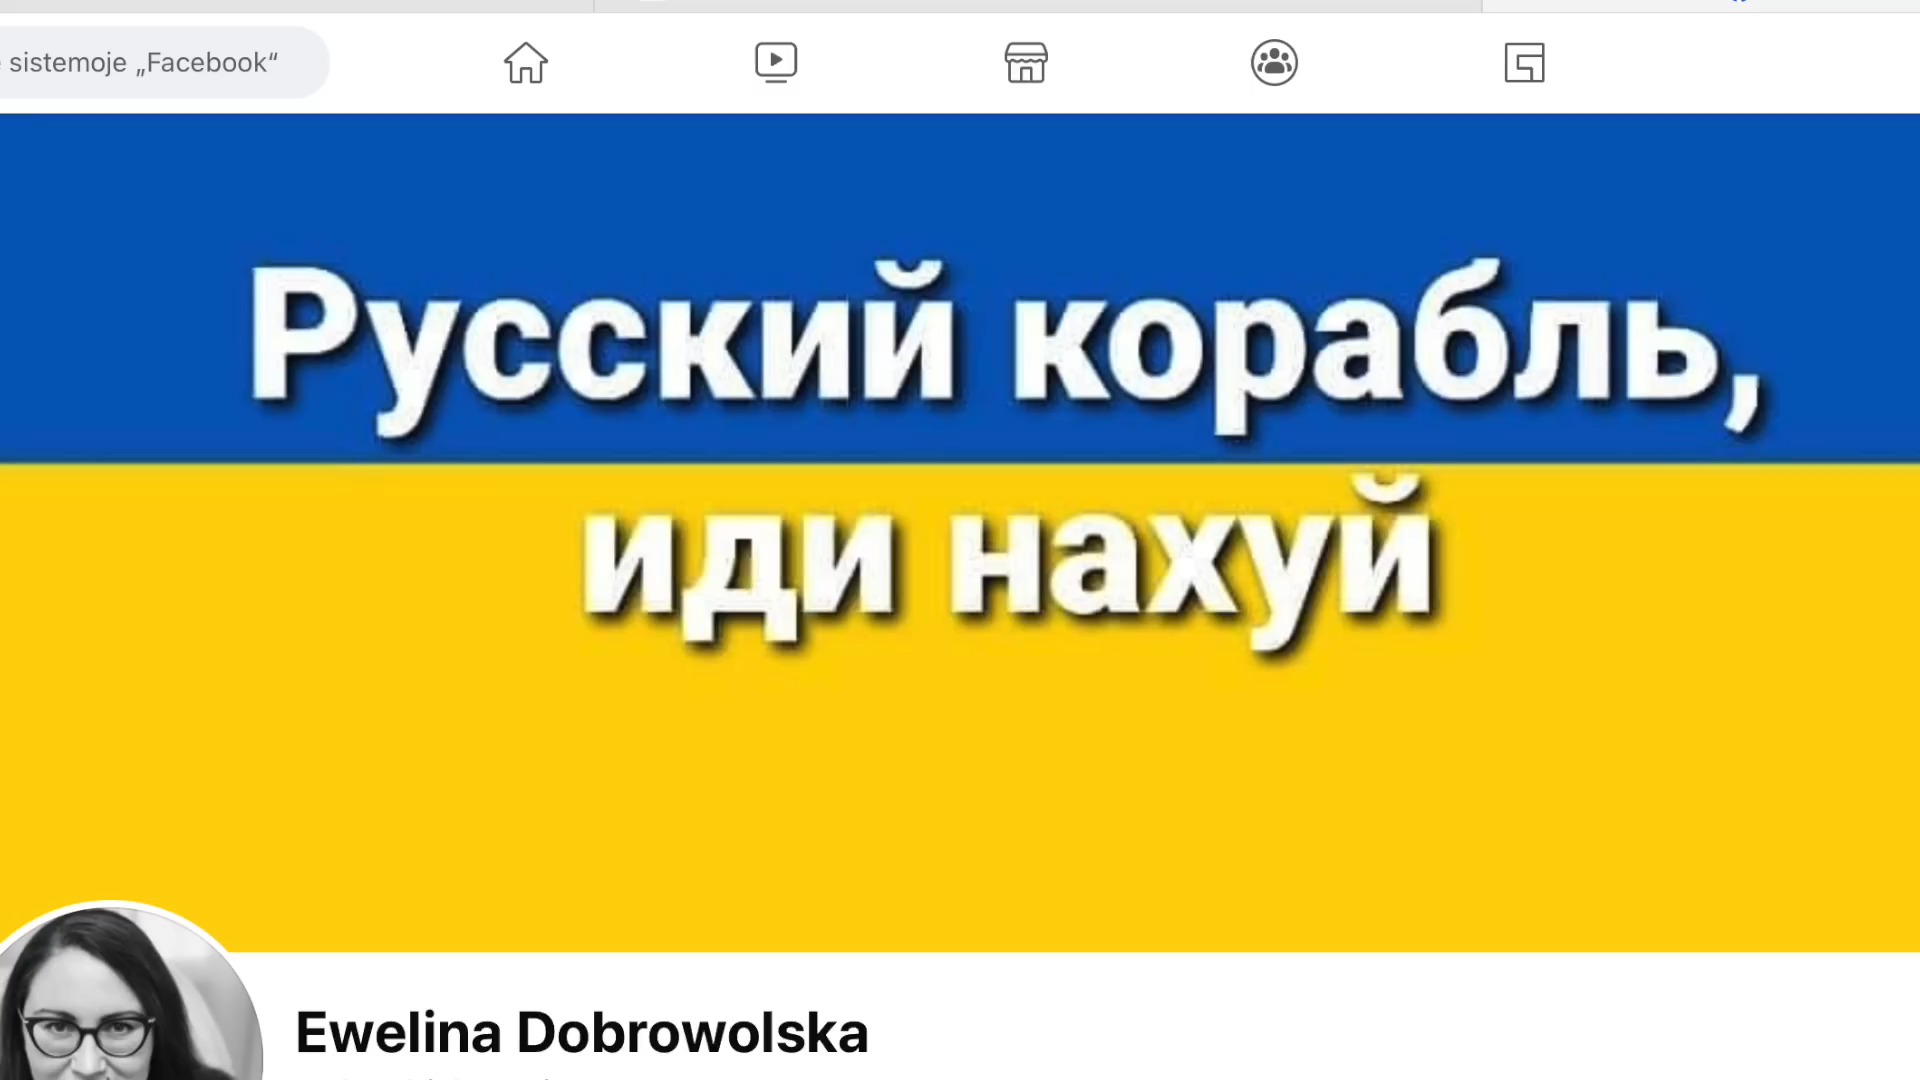 sistemoje „Facebook“
Русский корабль,
иди нахуй
Ewelina Dobrowolska